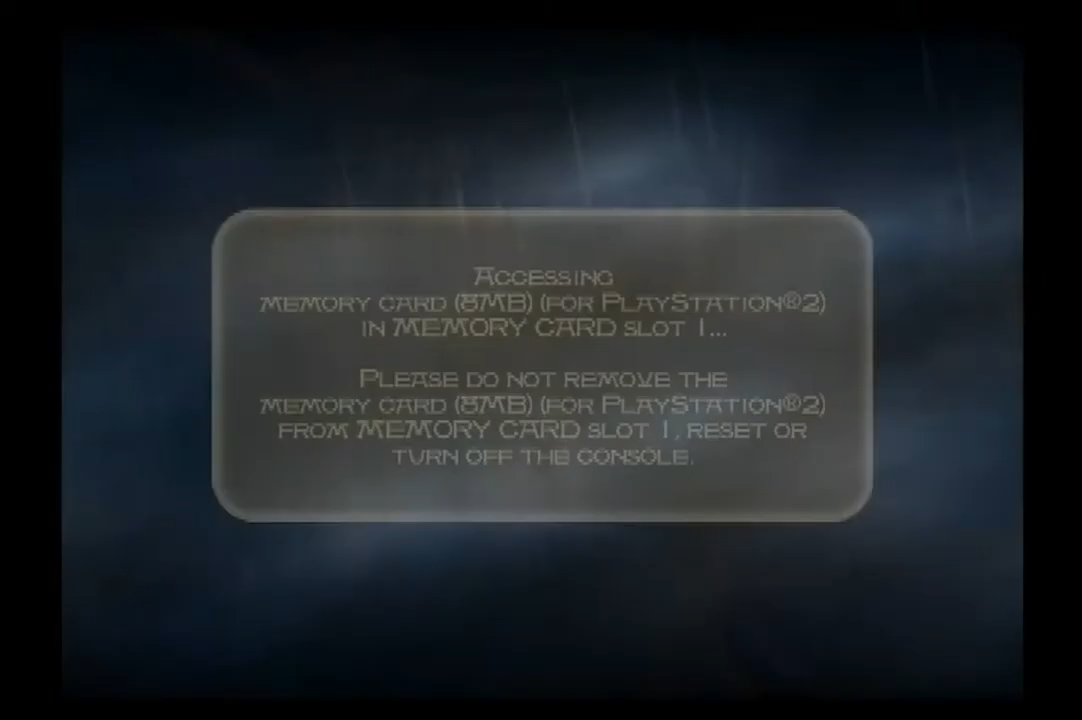 Accessing
memory card (8MB) (for PlayStation®2)
in MEMORY CARD slot 1...
Please do not remove the
memory card (8MB) (for PlayStation®2)
from MEMORY CARD slot 1, reset or
turn off the console.